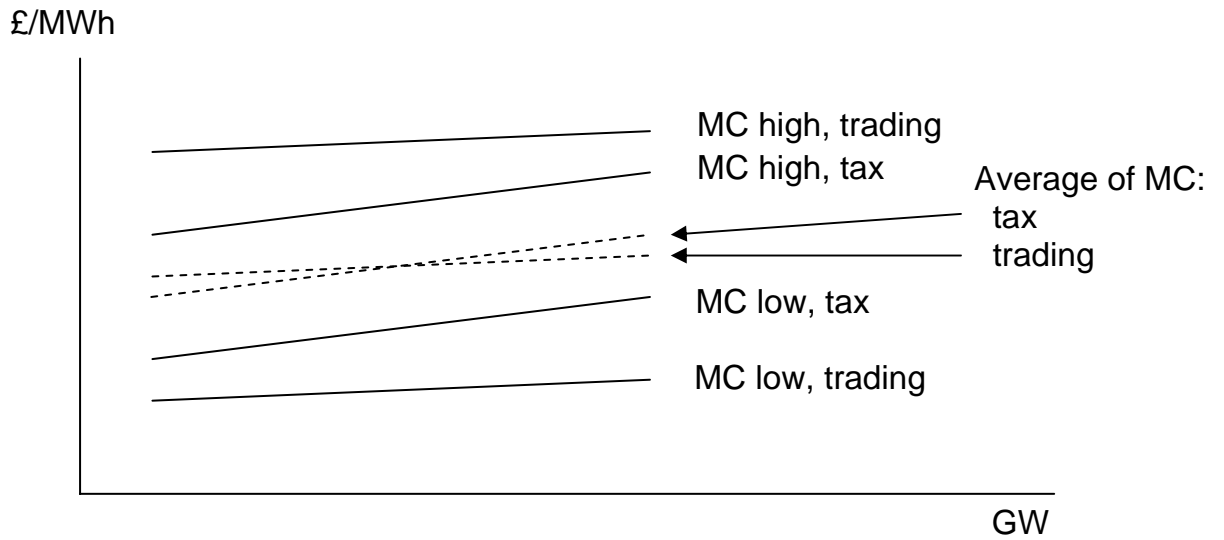 £/MWh
MC high, trading
MC high, tax
Average of MC:
tax
trading
MC low, tax
MC low, trading
GW